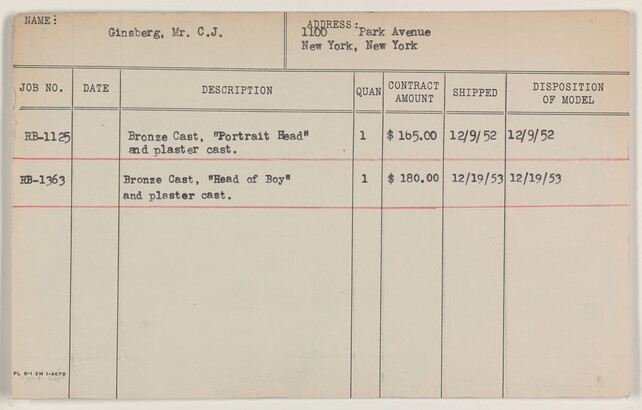 NAME: Ginsberg, Mr. C.J. ADDRESS: 1100 Park Avenue
New York, New York
JOB NO. DATE DESCRIPTION QUAN CONTRACT AMOUNT SHIPPED DISPOSITION OF MODEL
RB-1125 Bronze Cast, "Portrait Head" 1 $ 165.00 12/9/52 12/9/52
and plaster cast.
RB-1363 Bronze Cast, "Head of Boy" 1 $ 180.00 12/19/53 12/19/53
and plaster cast.